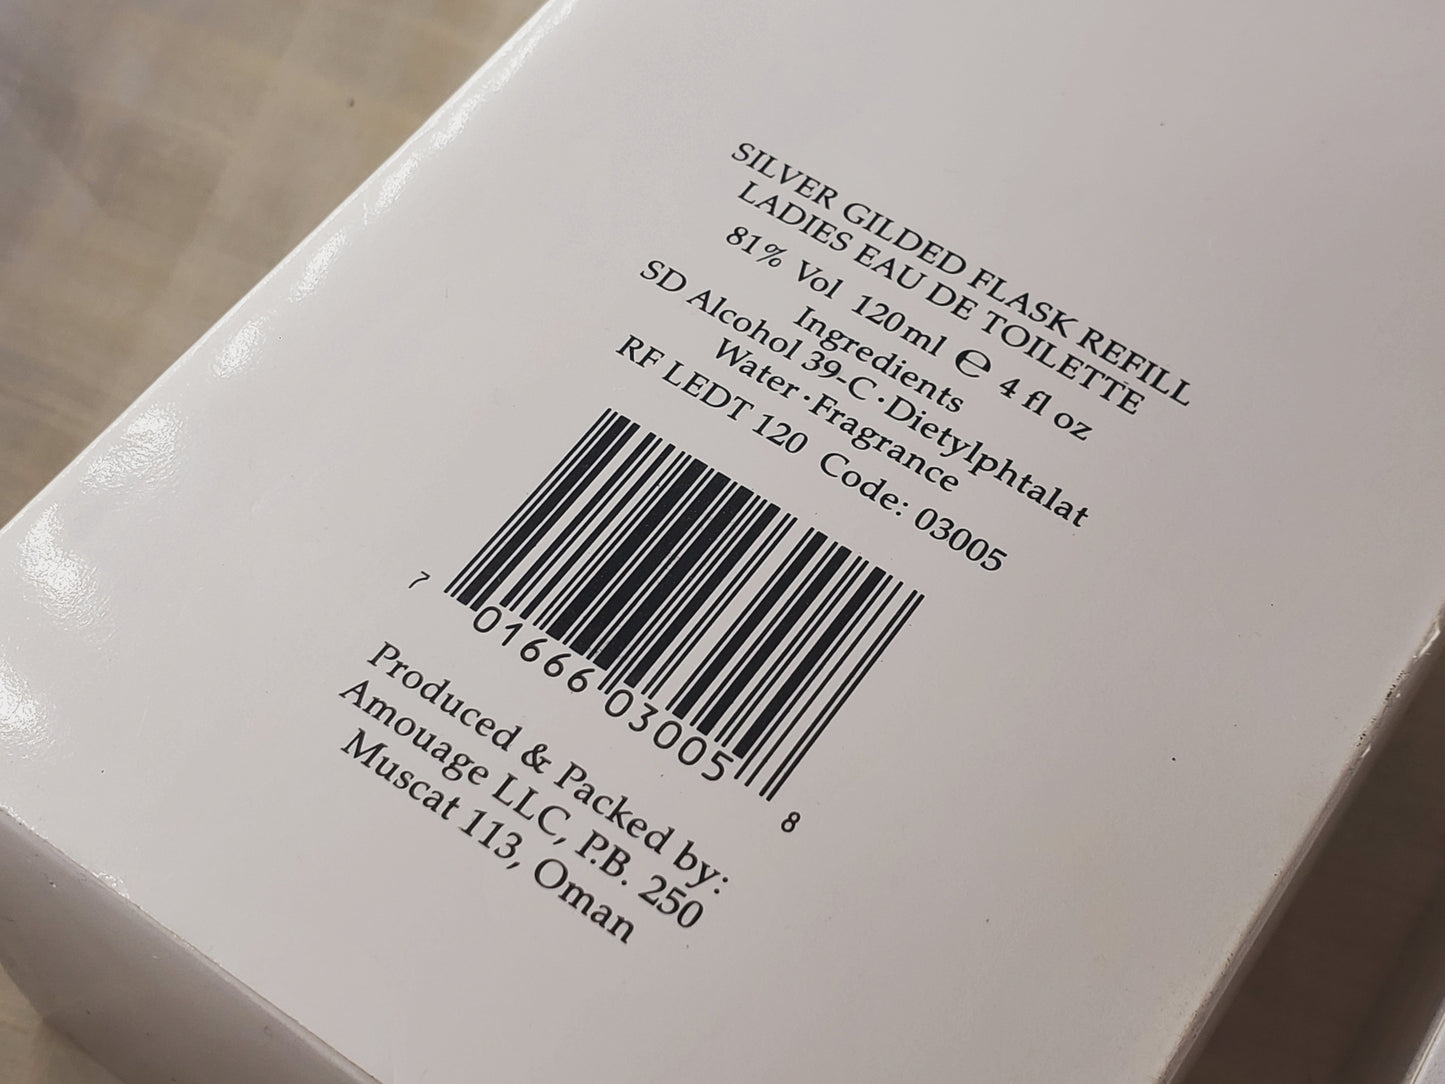 SILVER GILDED FLASK REFILL
LADIES EAU DE TOILETTE
81% Vol 120ml ℮ 4 fl oz
Ingredients
SD Alcohol 39-C·Dietylphtalat
Water·Fragrance
RF LEDT 120 Code: 03005
7 01666 03005 8
Produced & Packed by:
Amouage LLC, P.B. 250
Muscat 113, Oman